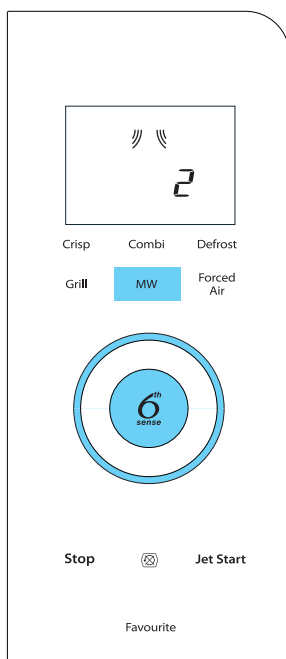 2
Crisp Combi Defrost
Grill MW Forced Air
6th
sense
Stop Jet Start
Favourite